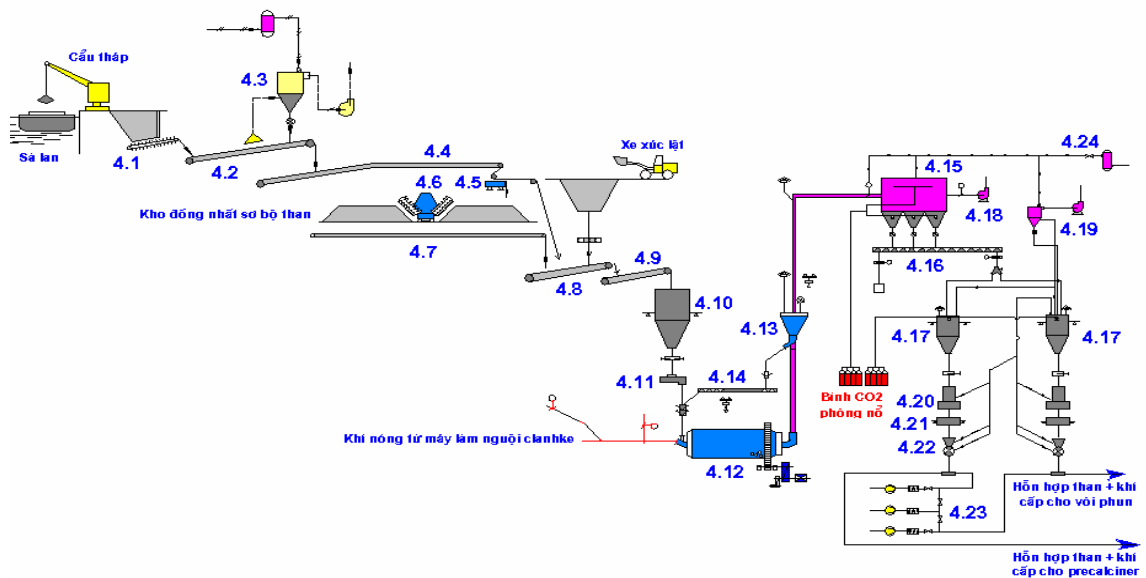 Cẩu tháp
4.3
Sà lan
4.1
4.2
4.4
4.6
4.5
Xe xúc lật
Kho đồng nhất sơ bộ than
4.7
4.8
4.9
4.10
4.11
4.13
4.14
Khí nóng từ máy làm nguội clanhke
4.12
4.15
4.24
4.18
4.19
4.16
4.17
4.17
Bình CO2
phòng nổ
4.20
4.21
4.22
4.23
Hỗn hợp than + khí
cấp cho vòi phun
Hỗn hợp than + khí
cấp cho precalciner